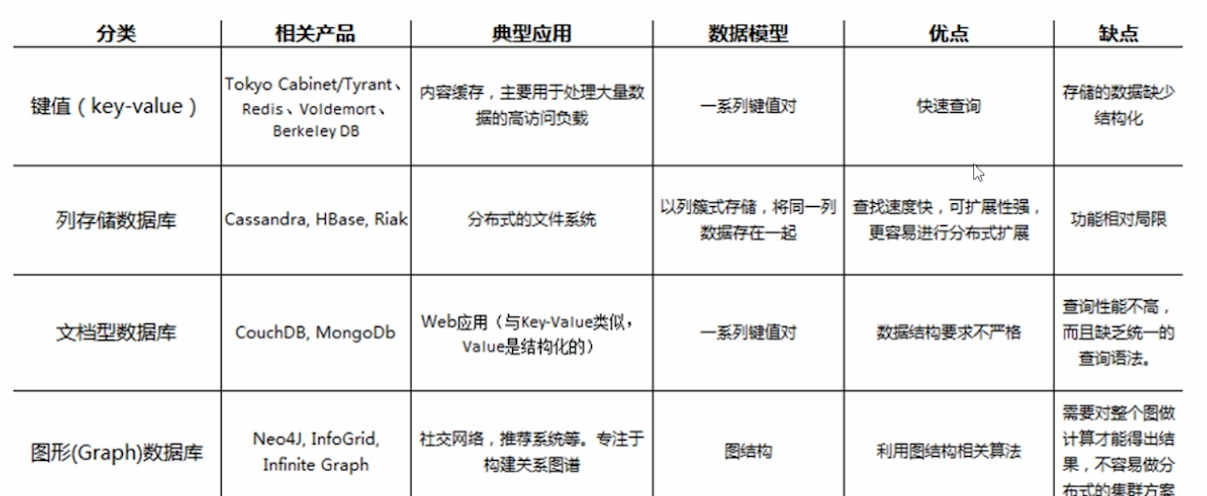 分类 相关产品 典型应用 数据模型 优点 缺点
键值（key-value）
Tokyo Cabinet/Tyrant、
Redis、Voldemort、
Berkeley DB
内容缓存，主要用于处理大量数
据的高访问负载
一系列键值对
快速查询
存储的数据缺少
结构化
列存储数据库
Cassandra, HBase, Riak
分布式的文件系统
以列簇式存储，将同一列
数据存在一起
查找速度快，可扩展性强，
更容易进行分布式扩展
功能相对局限
文档型数据库
CouchDB, MongoDb
Web应用（与Key-Value类似，
Value是结构化的）
一系列键值对
数据结构要求不严格
查询性能不高，
而且缺乏统一的
查询语法。
图形(Graph)数据库
Neo4J, InfoGrid,
Infinite Graph
社交网络，推荐系统等。专注于
构建关系图谱
图结构
利用图结构相关算法
需要对整个图做
计算才能得出结
果，不容易做分
布式的集群方案